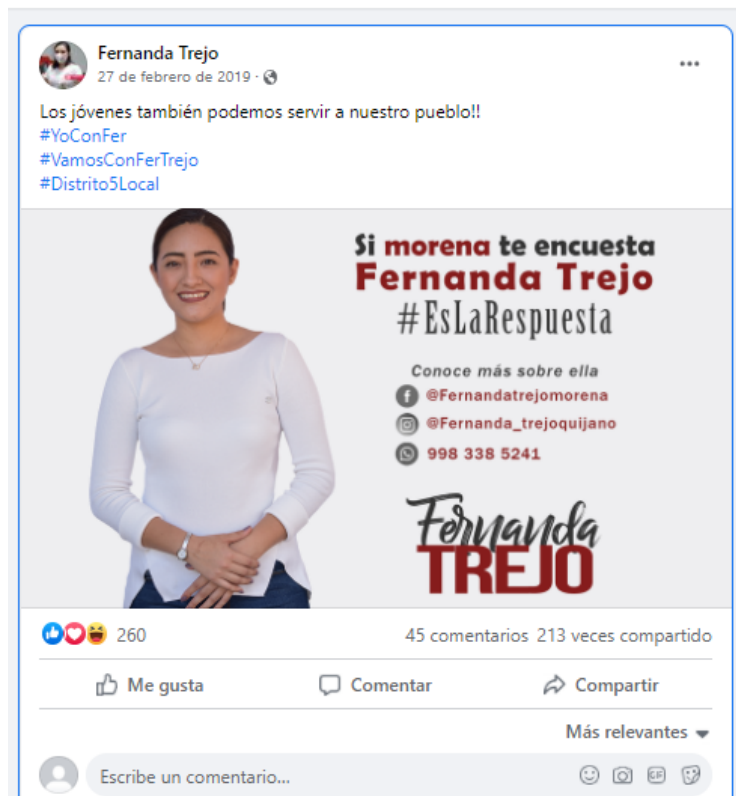 Fernanda Trejo
27 de febrero de 2019 ·
Los jóvenes también podemos servir a nuestro pueblo!!
#YoConFer
#VamosConFerTrejo
#Distrito5Local
Si morena te encuesta
Fernanda Trejo
#EsLaRespuesta
Conoce más sobre ella
@Fernandatrejomorena
@Fernanda_trejoquijano
998 338 5241
Fernanda
TREJO
260
45 comentarios 213 veces compartido
Me gusta
Comentar
Compartir
Más relevantes
Escribe un comentario...
GIF